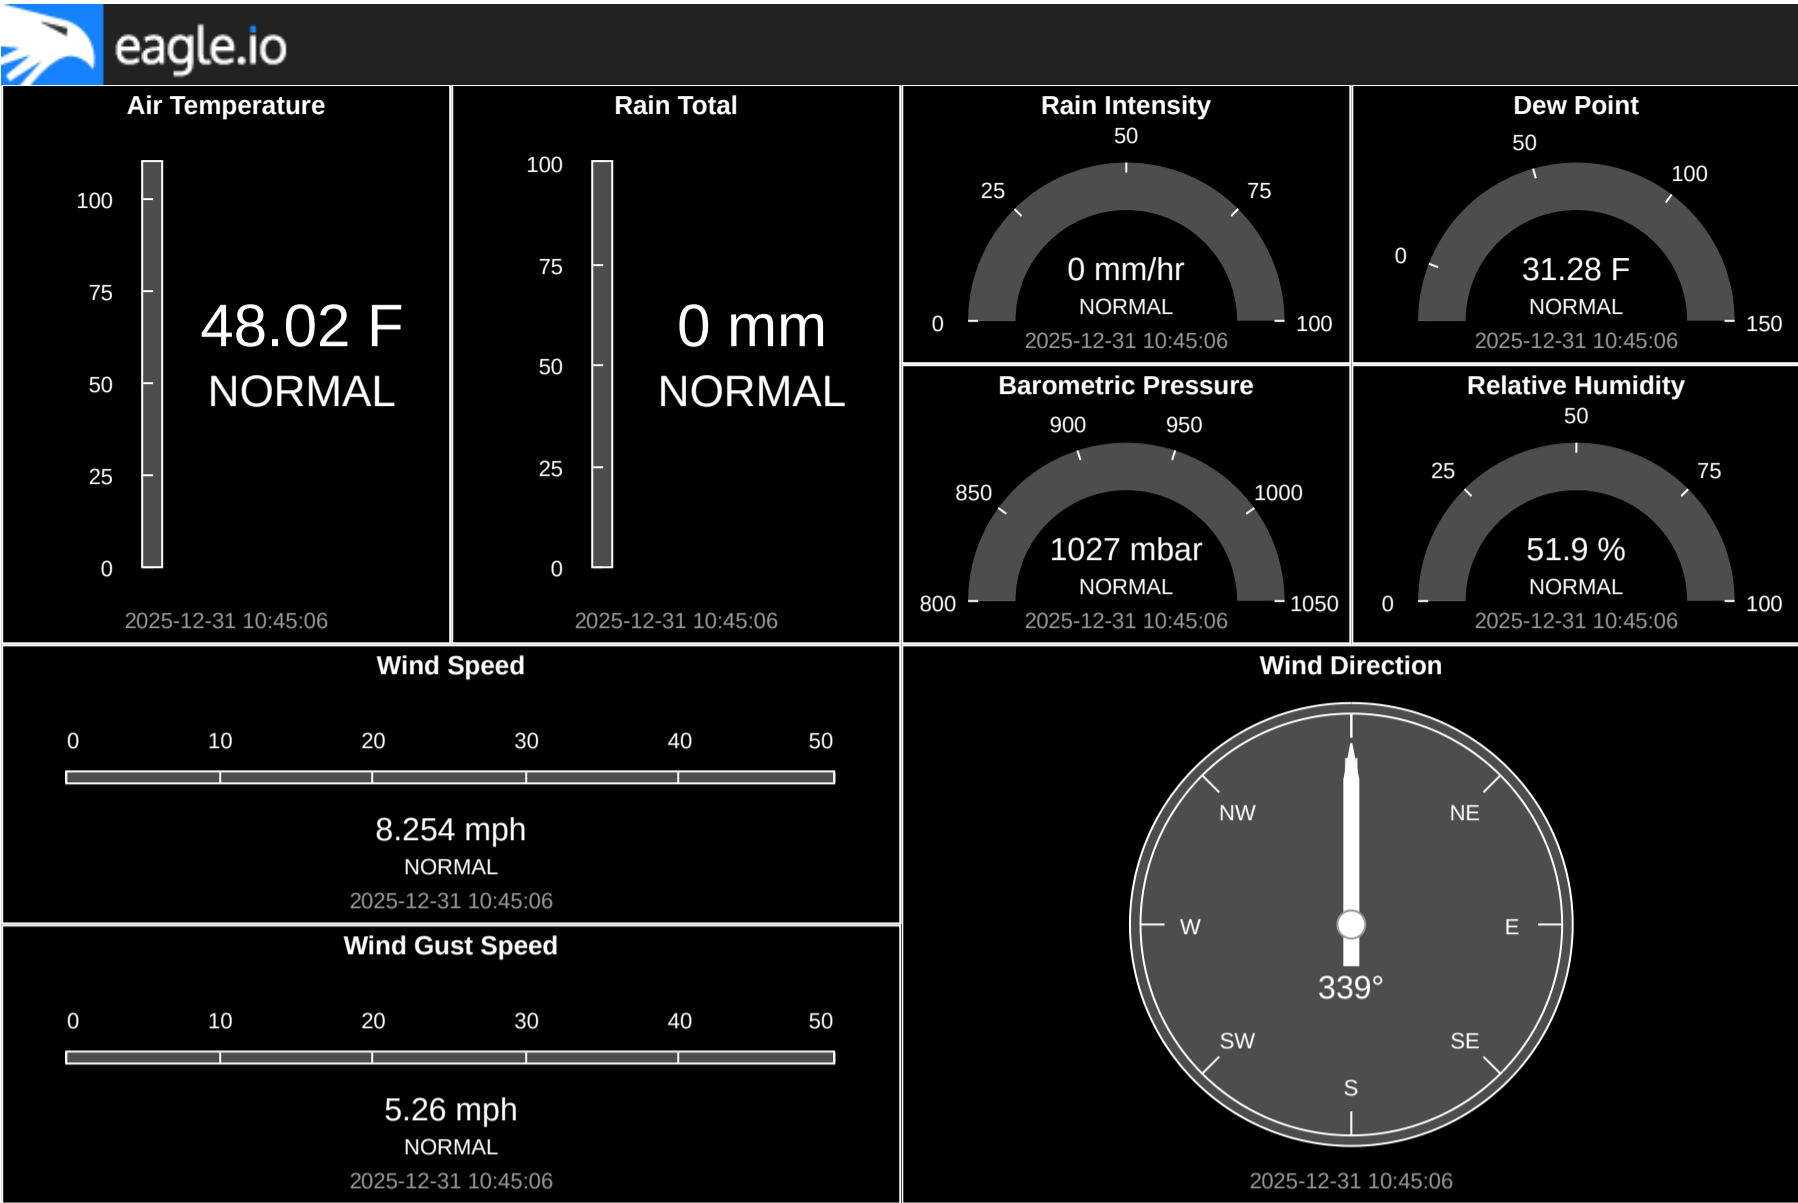 eagle.io
Air Temperature
100
75
50
25
0
48.02 F
NORMAL
2025-12-31 10:45:06
Rain Total
100
75
50
25
0
0 mm
NORMAL
2025-12-31 10:45:06
Rain Intensity
0
25
50
75
100
0 mm/hr
NORMAL
2025-12-31 10:45:06
Dew Point
0
50
100
150
31.28 F
NORMAL
2025-12-31 10:45:06
Barometric Pressure
800
850
900
950
1000
1050
1027 mbar
NORMAL
2025-12-31 10:45:06
Relative Humidity
0
25
50
75
100
51.9 %
NORMAL
2025-12-31 10:45:06
Wind Speed
0 10 20 30 40 50
8.254 mph
NORMAL
2025-12-31 10:45:06
Wind Gust Speed
0 10 20 30 40 50
5.26 mph
NORMAL
2025-12-31 10:45:06
Wind Direction
NW NE
W E
339°
SW SE
S
2025-12-31 10:45:06